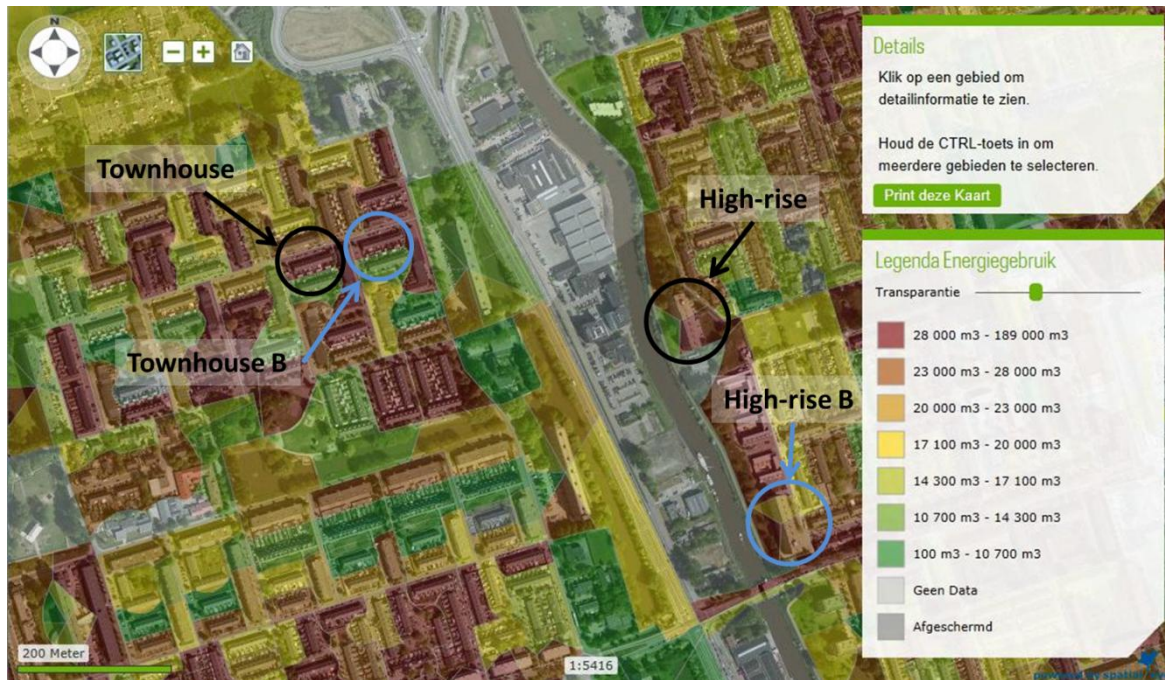 N
Townhouse
Townhouse B
High-rise
High-rise B
200 Meter
1:5416
Details
Klik op een gebied om
detailinformatie te zien.
Houd de CTRL-toets in om
meerdere gebieden te selecteren.
Print deze Kaart
Legenda Energiegebruik
Transparantie
28 000 m3 - 189 000 m3
23 000 m3 - 28 000 m3
20 000 m3 - 23 000 m3
17 100 m3 - 20 000 m3
14 300 m3 - 17 100 m3
10 700 m3 - 14 300 m3
100 m3 - 10 700 m3
Geen Data
Afgeschermd
powered by spatial